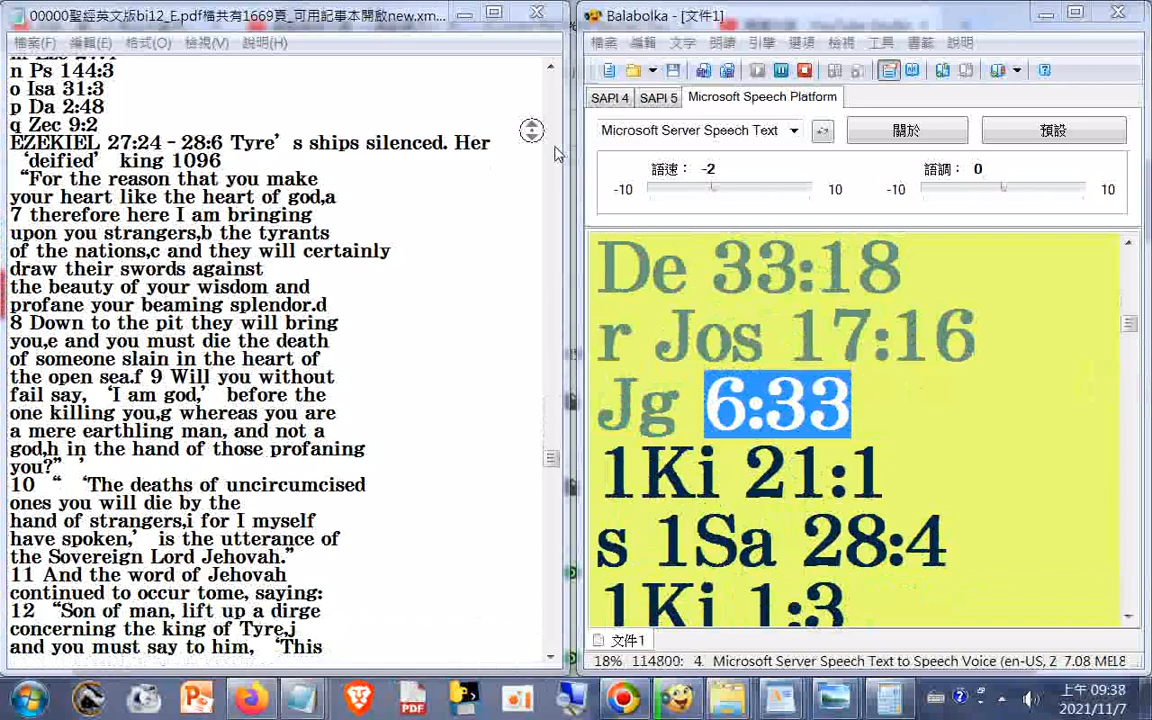 00000聖經英文版bi12_E.pdf檔共有1669頁_可用記事本開啟new.xm...
檔案(F) 編輯(E) 格式(O) 檢視(V) 說明(H)
n Ps 144:3
o Isa 31:3
p Da 2:48
q Zec 9:2
EZEKIEL 27:24 – 28:6 Tyre’s ships silenced. Her
‘deified’ king 1096
“For the reason that you make
your heart like the heart of god,a
7 therefore here I am bringing
upon you strangers,b the tyrants
of the nations,c and they will certainly
draw their swords against
the beauty of your wisdom and
profane your beaming splendor.d
8 Down to the pit they will bring
you,e and you must die the death
of someone slain in the heart of
the open sea.f 9 Will you without
fail say, ‘I am god,’ before the
one killing you,g whereas you are
a mere earthling man, and not a
god,h in the hand of those profaning
you?” ’
10 “ ‘The deaths of uncircumcised
ones you will die by the
hand of strangers,i for I myself
have spoken,’ is the utterance of
the Sovereign Lord Jehovah.”
11 And the word of Jehovah
continued to occur tome, saying:
12 “Son of man, lift up a dirge
concerning the king of Tyre,j
and you must say to him, ‘This
Balabolka - [文件1]
檔案 編輯 文字 朗讀 引擎 選項 檢視 工具 書籤 說明
SAPI 4 SAPI 5 Microsoft Speech Platform
Microsoft Server Speech Text 關於 預設
語速: -2 語調: 0
-10 10 -10 10
De 33:18
r Jos 17:16
Jg 6:33
1Ki 21:1
s 1Sa 28:4
1Ki 1:3
文件1
18% 114800: 4. Microsoft Server Speech Text to Speech Voice (en-US, Z 7.08 MELB
上午 09:38
2021/11/7